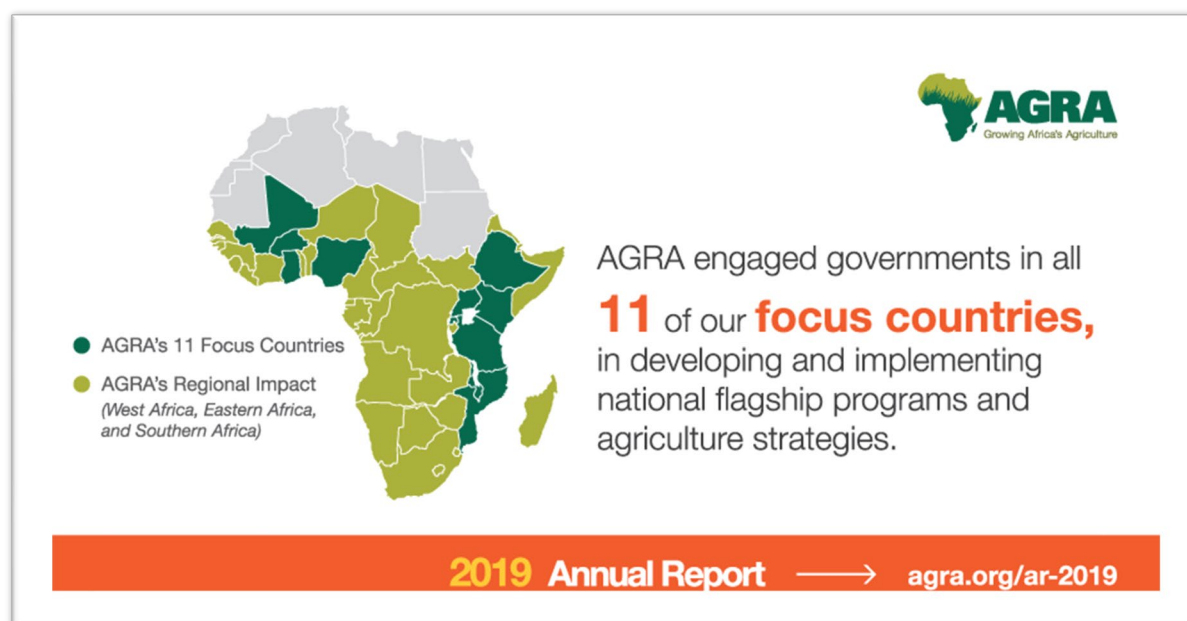 AGRA
Growing Africa's Agriculture
AGRA engaged governments in all
11 of our focus countries,
in developing and implementing
national flagship programs and
agriculture strategies.
AGRA's 11 Focus Countries
AGRA's Regional Impact
(West Africa, Eastern Africa,
and Southern Africa)
2019 Annual Report → agra.org/ar-2019